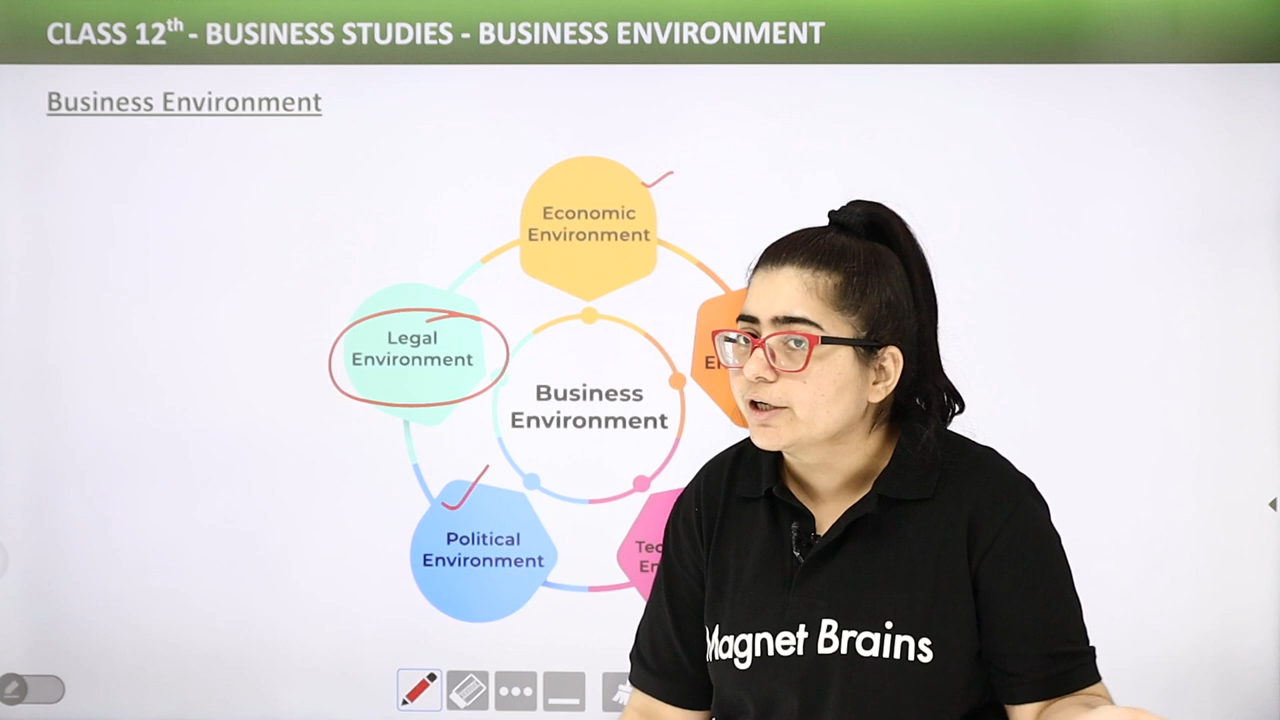 CLASS 12th - BUSINESS STUDIES - BUSINESS ENVIRONMENT
Business Environment
Economic
Environment
Legal
Environment
Business
Environment
Political
Environment
Magnet Brains